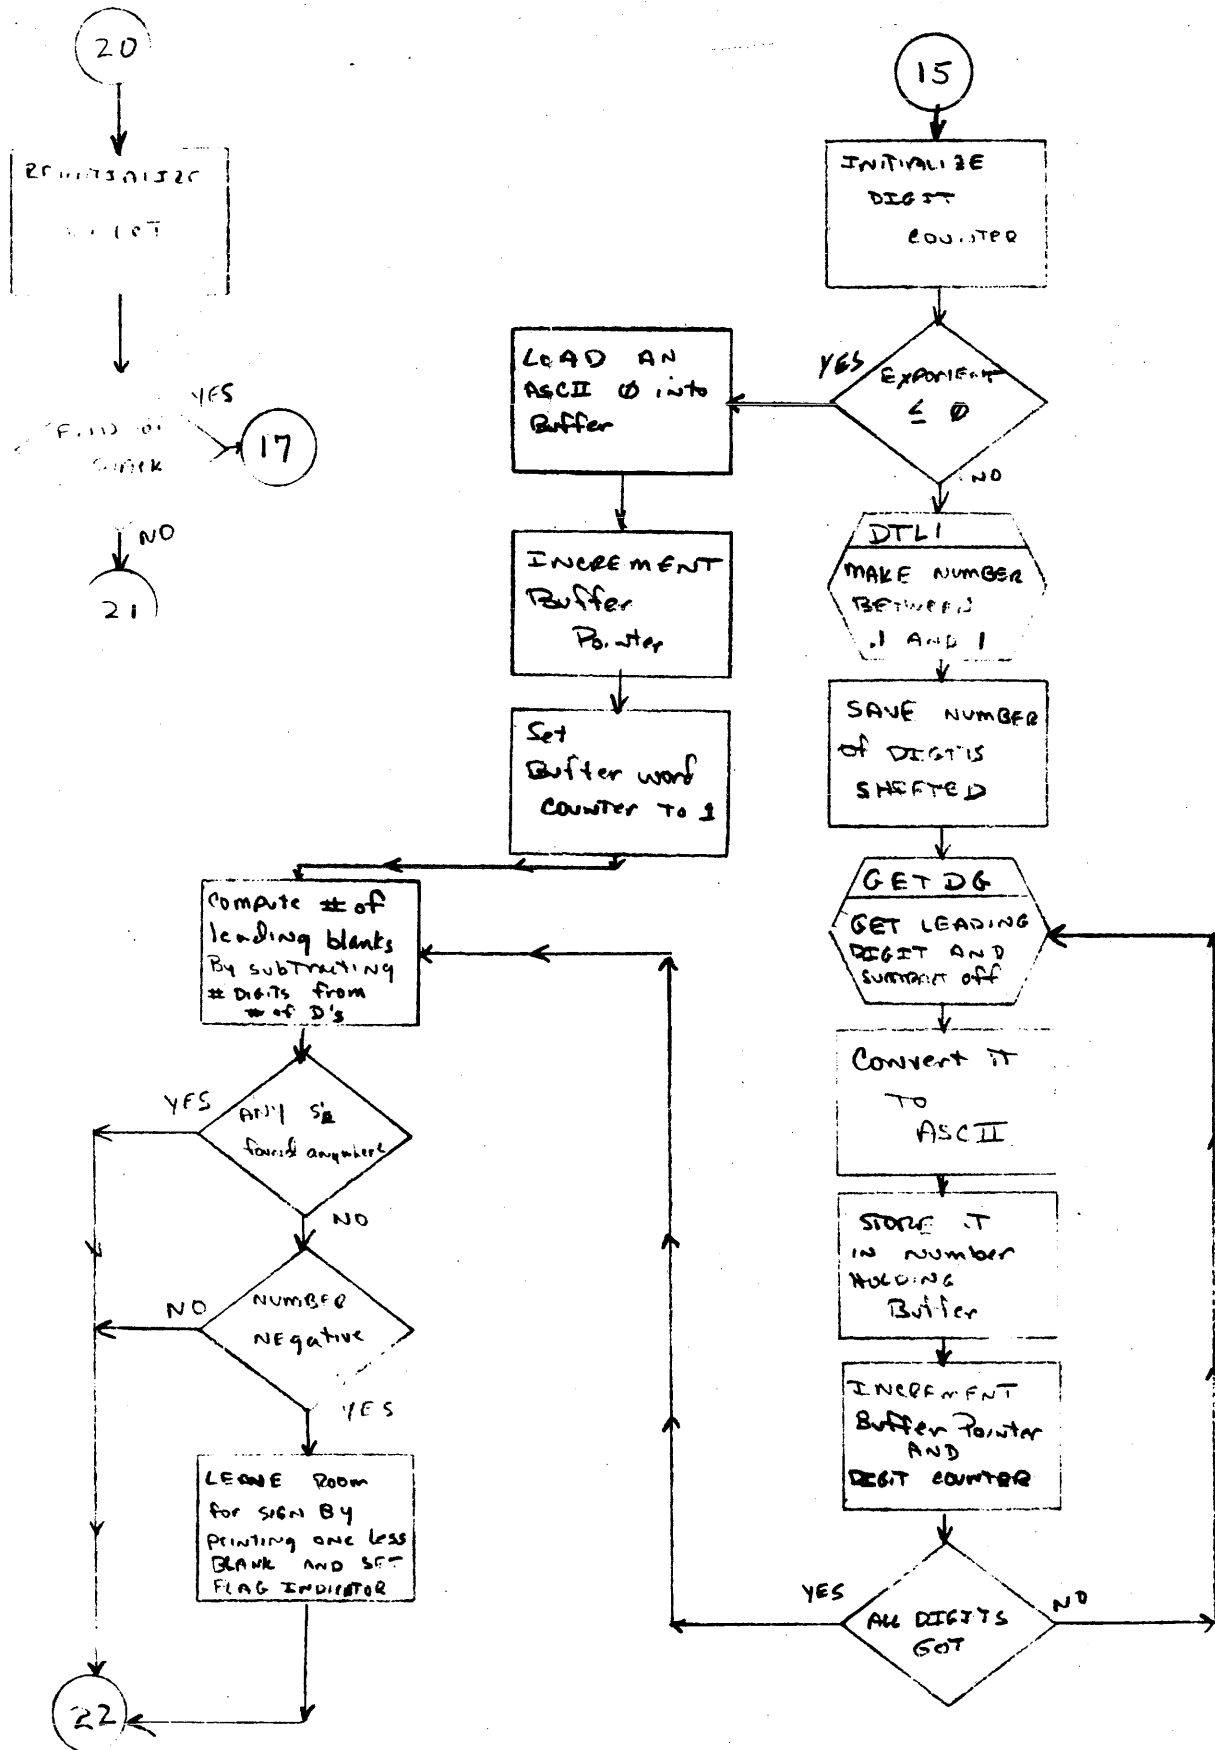 20
YES
17
NO
21
15
INITIALIZE
DIGIT
COUNTER
EXPONENT
≤ Ø
YES
NO
LOAD AN
ASCII Ø into
Buffer
INCREMENT
Buffer
Pointer
Set
Buffer word
COUNTER TO 1
DTL1
MAKE NUMBER
BETWEEN
.1 AND 1
SAVE NUMBER
of DIGTIS
SHIFTED
GET DG
GET LEADING
DIGIT AND
off
Convert IT
TO
ASCII
STORE IT
IN Number
HOLDING
Buffer
INCREMENT
Buffer Pointer
AND
DIGIT COUNTER
ALL DIGITS
GOT
YES
NO
Compute # of
leading blanks
By subTracting
# DIGITS from
# of D's
ANY S's
found anywhere
YES
NO
NUMBER
NEgative
NO
YES
LEAVE Room
for SIGN By
printing one less
BLANK AND SET
FLAG INDICATOR
22